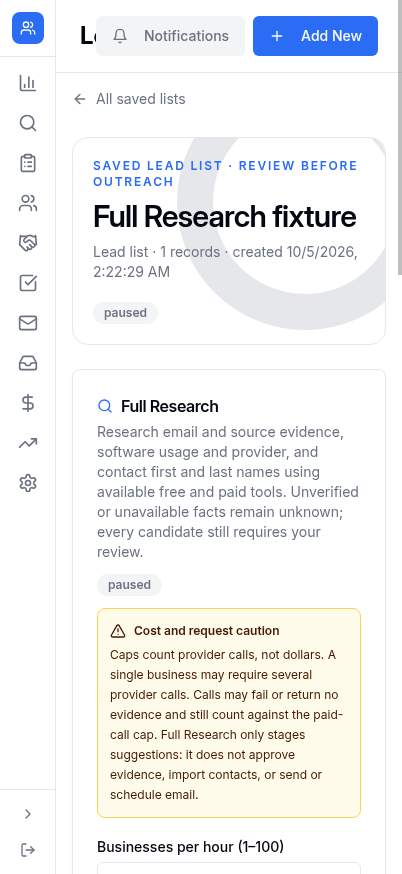 Le
Notifications
Add New
All saved lists
SAVED LEAD LIST · REVIEW BEFORE
OUTREACH
Full Research fixture
Lead list · 1 records · created 10/5/2026,
2:22:29 AM
paused
Full Research
Research email and source evidence,
software usage and provider, and
contact first and last names using
available free and paid tools. Unverified
or unavailable facts remain unknown;
every candidate still requires your
review.
paused
Cost and request caution
Caps count provider calls, not dollars. A
single business may require several
provider calls. Calls may fail or return no
evidence and still count against the paid-
call cap. Full Research only stages
suggestions: it does not approve
evidence, import contacts, or send or
schedule email.
Businesses per hour (1–100)